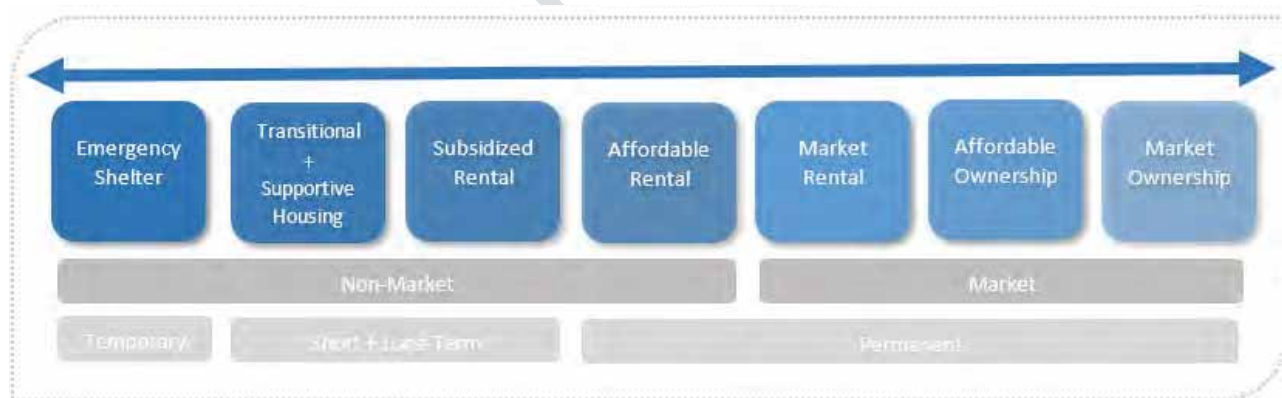 Emergency
Shelter
Transitional
+
Supportive
Housing
Subsidized
Rental
Affordable
Rental
Market
Rental
Affordable
Ownership
Market
Ownership
Non-Market
Market
Temporary
Short + Long-Term
Permanent